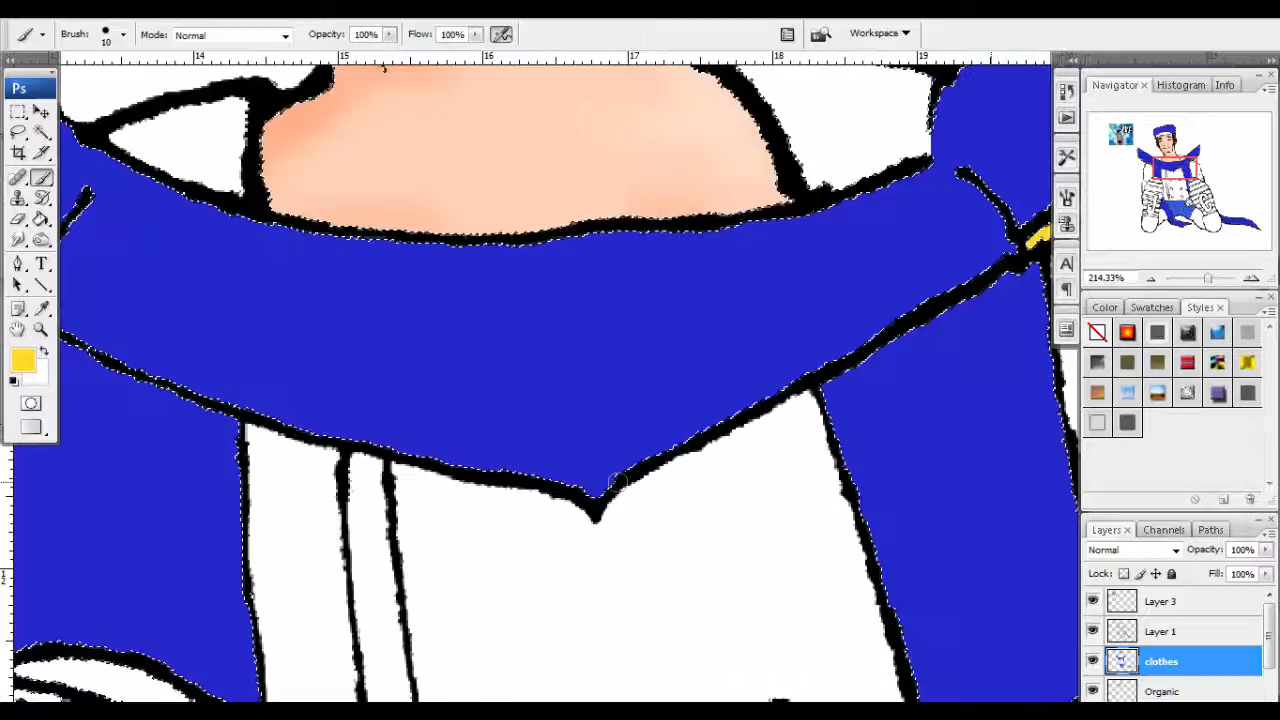 Brush: 10 Mode: Normal Opacity: 100% Flow: 100% Workspace
14 15 16 17 18 19
Ps
Navigator Histogram Info
214.33%
Color Swatches Styles
Layers Channels Paths
Normal Opacity: 100%
Lock: Fill: 100%
Layer 3
Layer 1
clothes
Organic